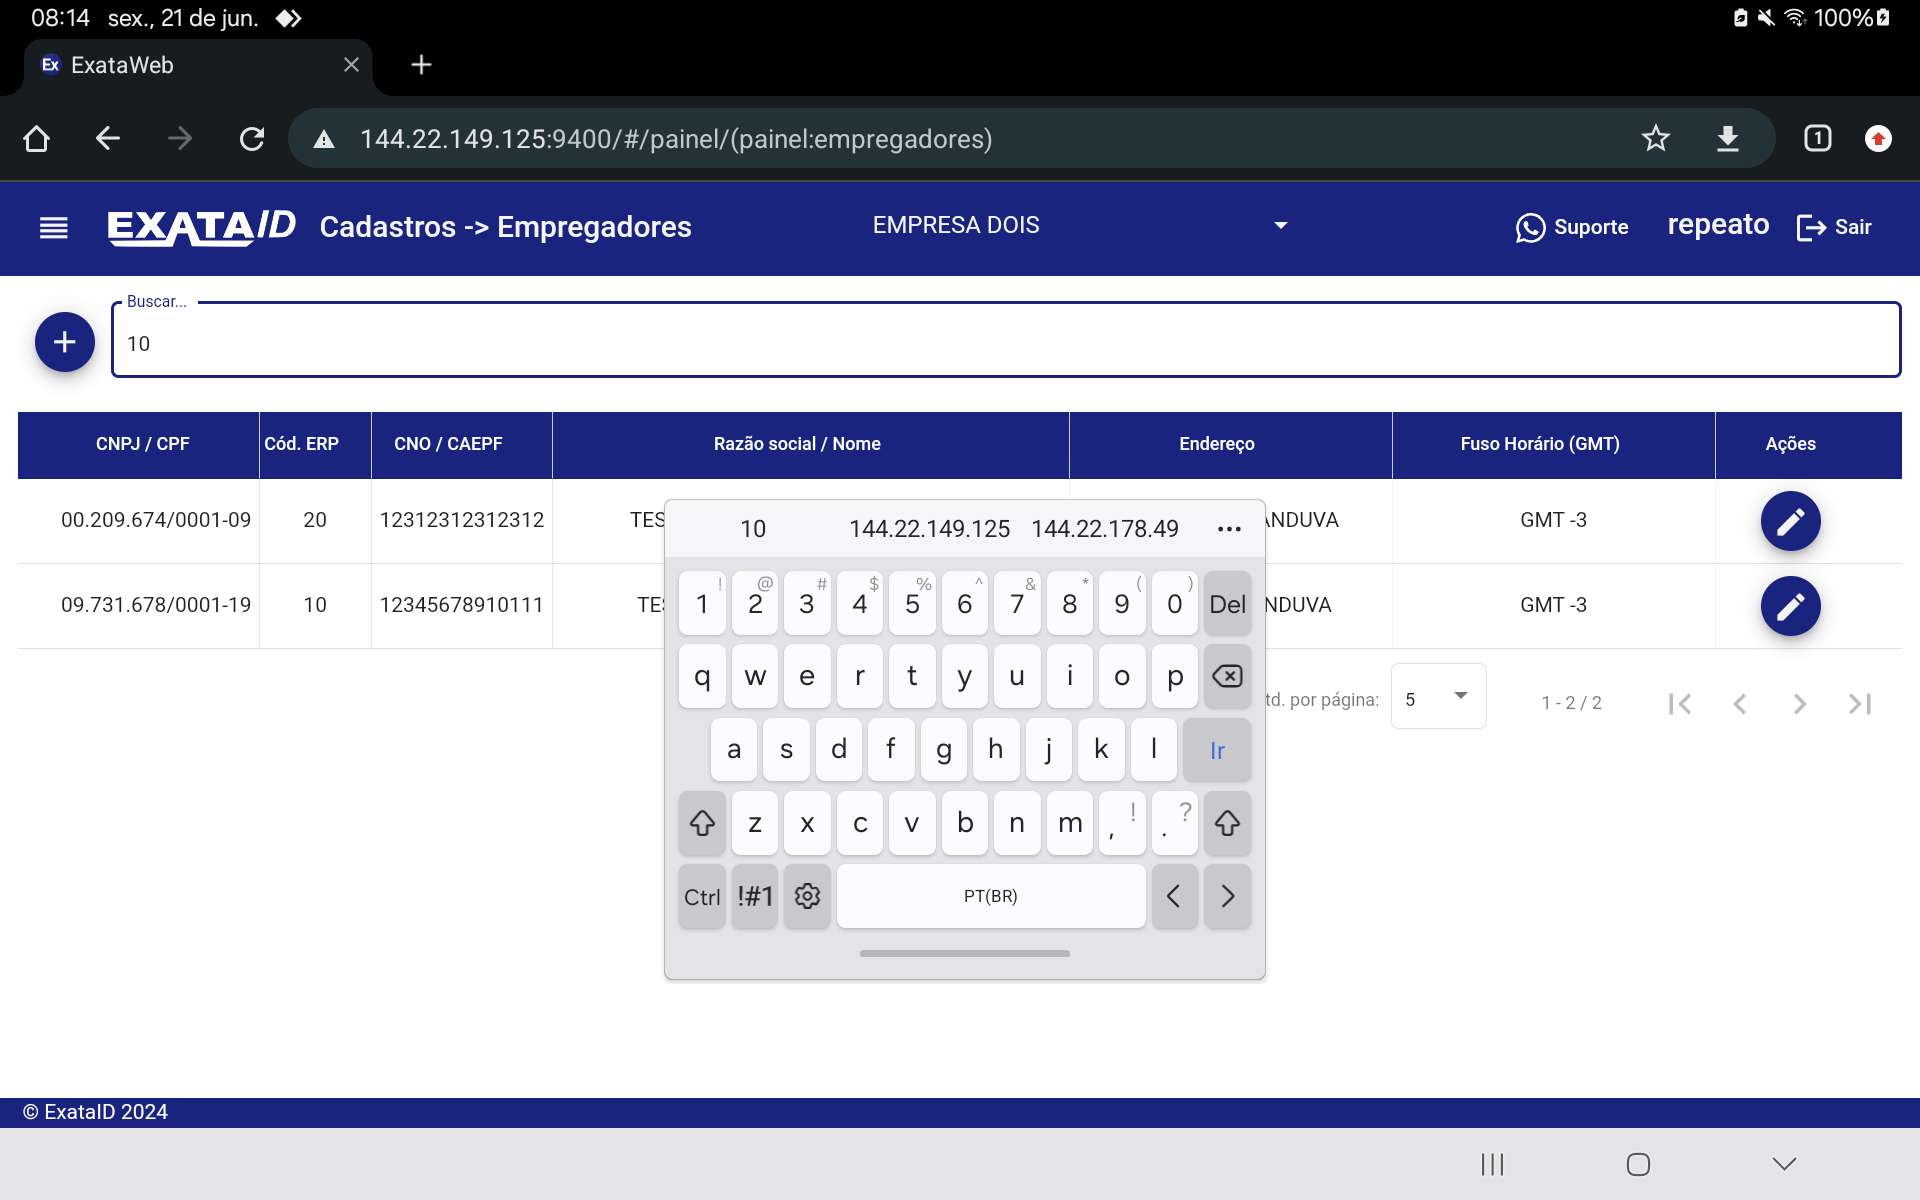 08:14 sex., 21 de jun. 100%
Ex ExataWeb
144.22.149.125:9400/#/painel/(painel:empregadores)
1
EXATAID Cadastros -> Empregadores EMPRESA DOIS Suporte repeato Sair
Buscar...
10
CNPJ / CPF Cód. ERP CNO / CAEPF Razão social / Nome Endereço Fuso Horário (GMT) Ações
00.209.674/0001-09 20 12312312312312 TES ANDUVA GMT -3
09.731.678/0001-19 10 12345678910111 TES NDUVA GMT -3
td. por página: 5 1 - 2 / 2
10 144.22.149.125 144.22.178.49 •••
! @ # $ % ^ & * ( )
1 2 3 4 5 6 7 8 9 0 Del
q w e r t y u i o p
a s d f g h j k l Ir
z x c v b n m , ! . ?
Ctrl !#1 PT(BR)
© ExataID 2024